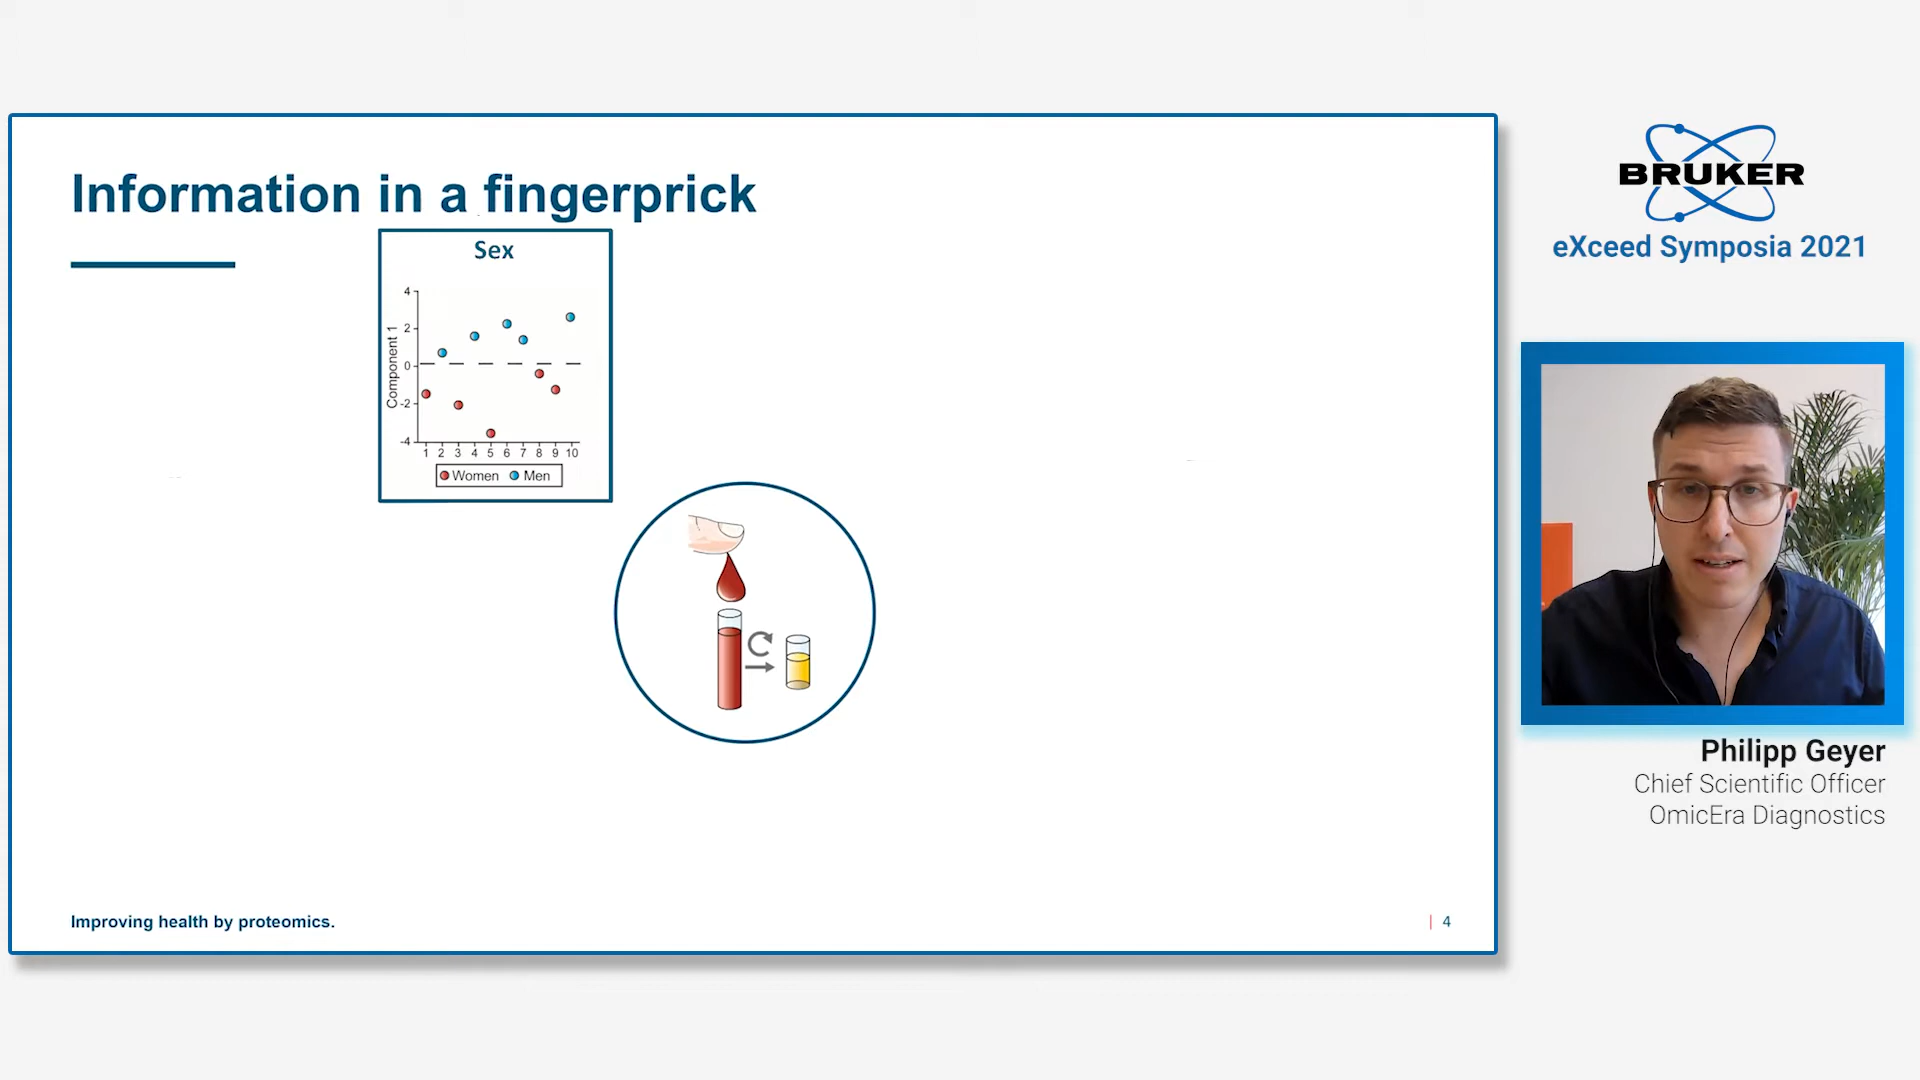 Information in a fingerprick
Sex
4
2
0
-2
-4
Component 1
1 2 3 4 5 6 7 8 9 10
Women Men
Improving health by proteomics.
| 4
BRUKER
eXceed Symposia 2021
Philipp Geyer
Chief Scientific Officer
OmicEra Diagnostics